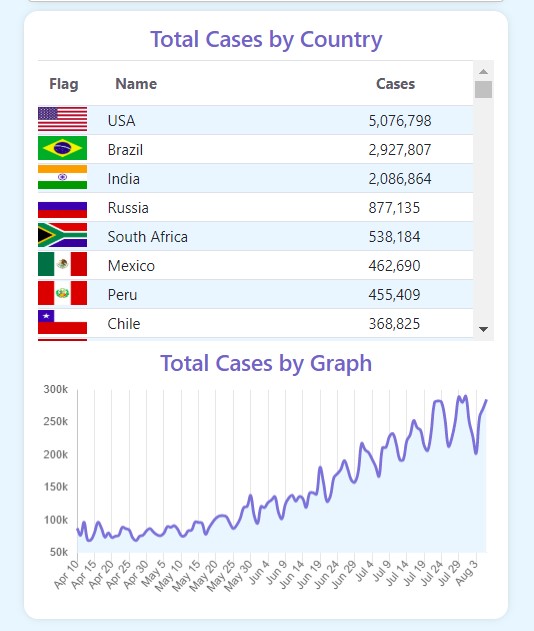 Total Cases by Country
Flag Name Cases
USA 5,076,798
Brazil 2,927,807
India 2,086,864
Russia 877,135
South Africa 538,184
Mexico 462,690
Peru 455,409
Chile 368,825
Total Cases by Graph
300k
250k
200k
150k
100k
50k
Apr 10 Apr 15 Apr 20 Apr 25 Apr 30 May 5 May 10 May 15 May 20 May 25 May 30 Jun 4 Jun 9 Jun 14 Jun 19 Jun 24 Jun 29 Jul 4 Jul 9 Jul 14 Jul 19 Jul 24 Jul 29 Aug 3